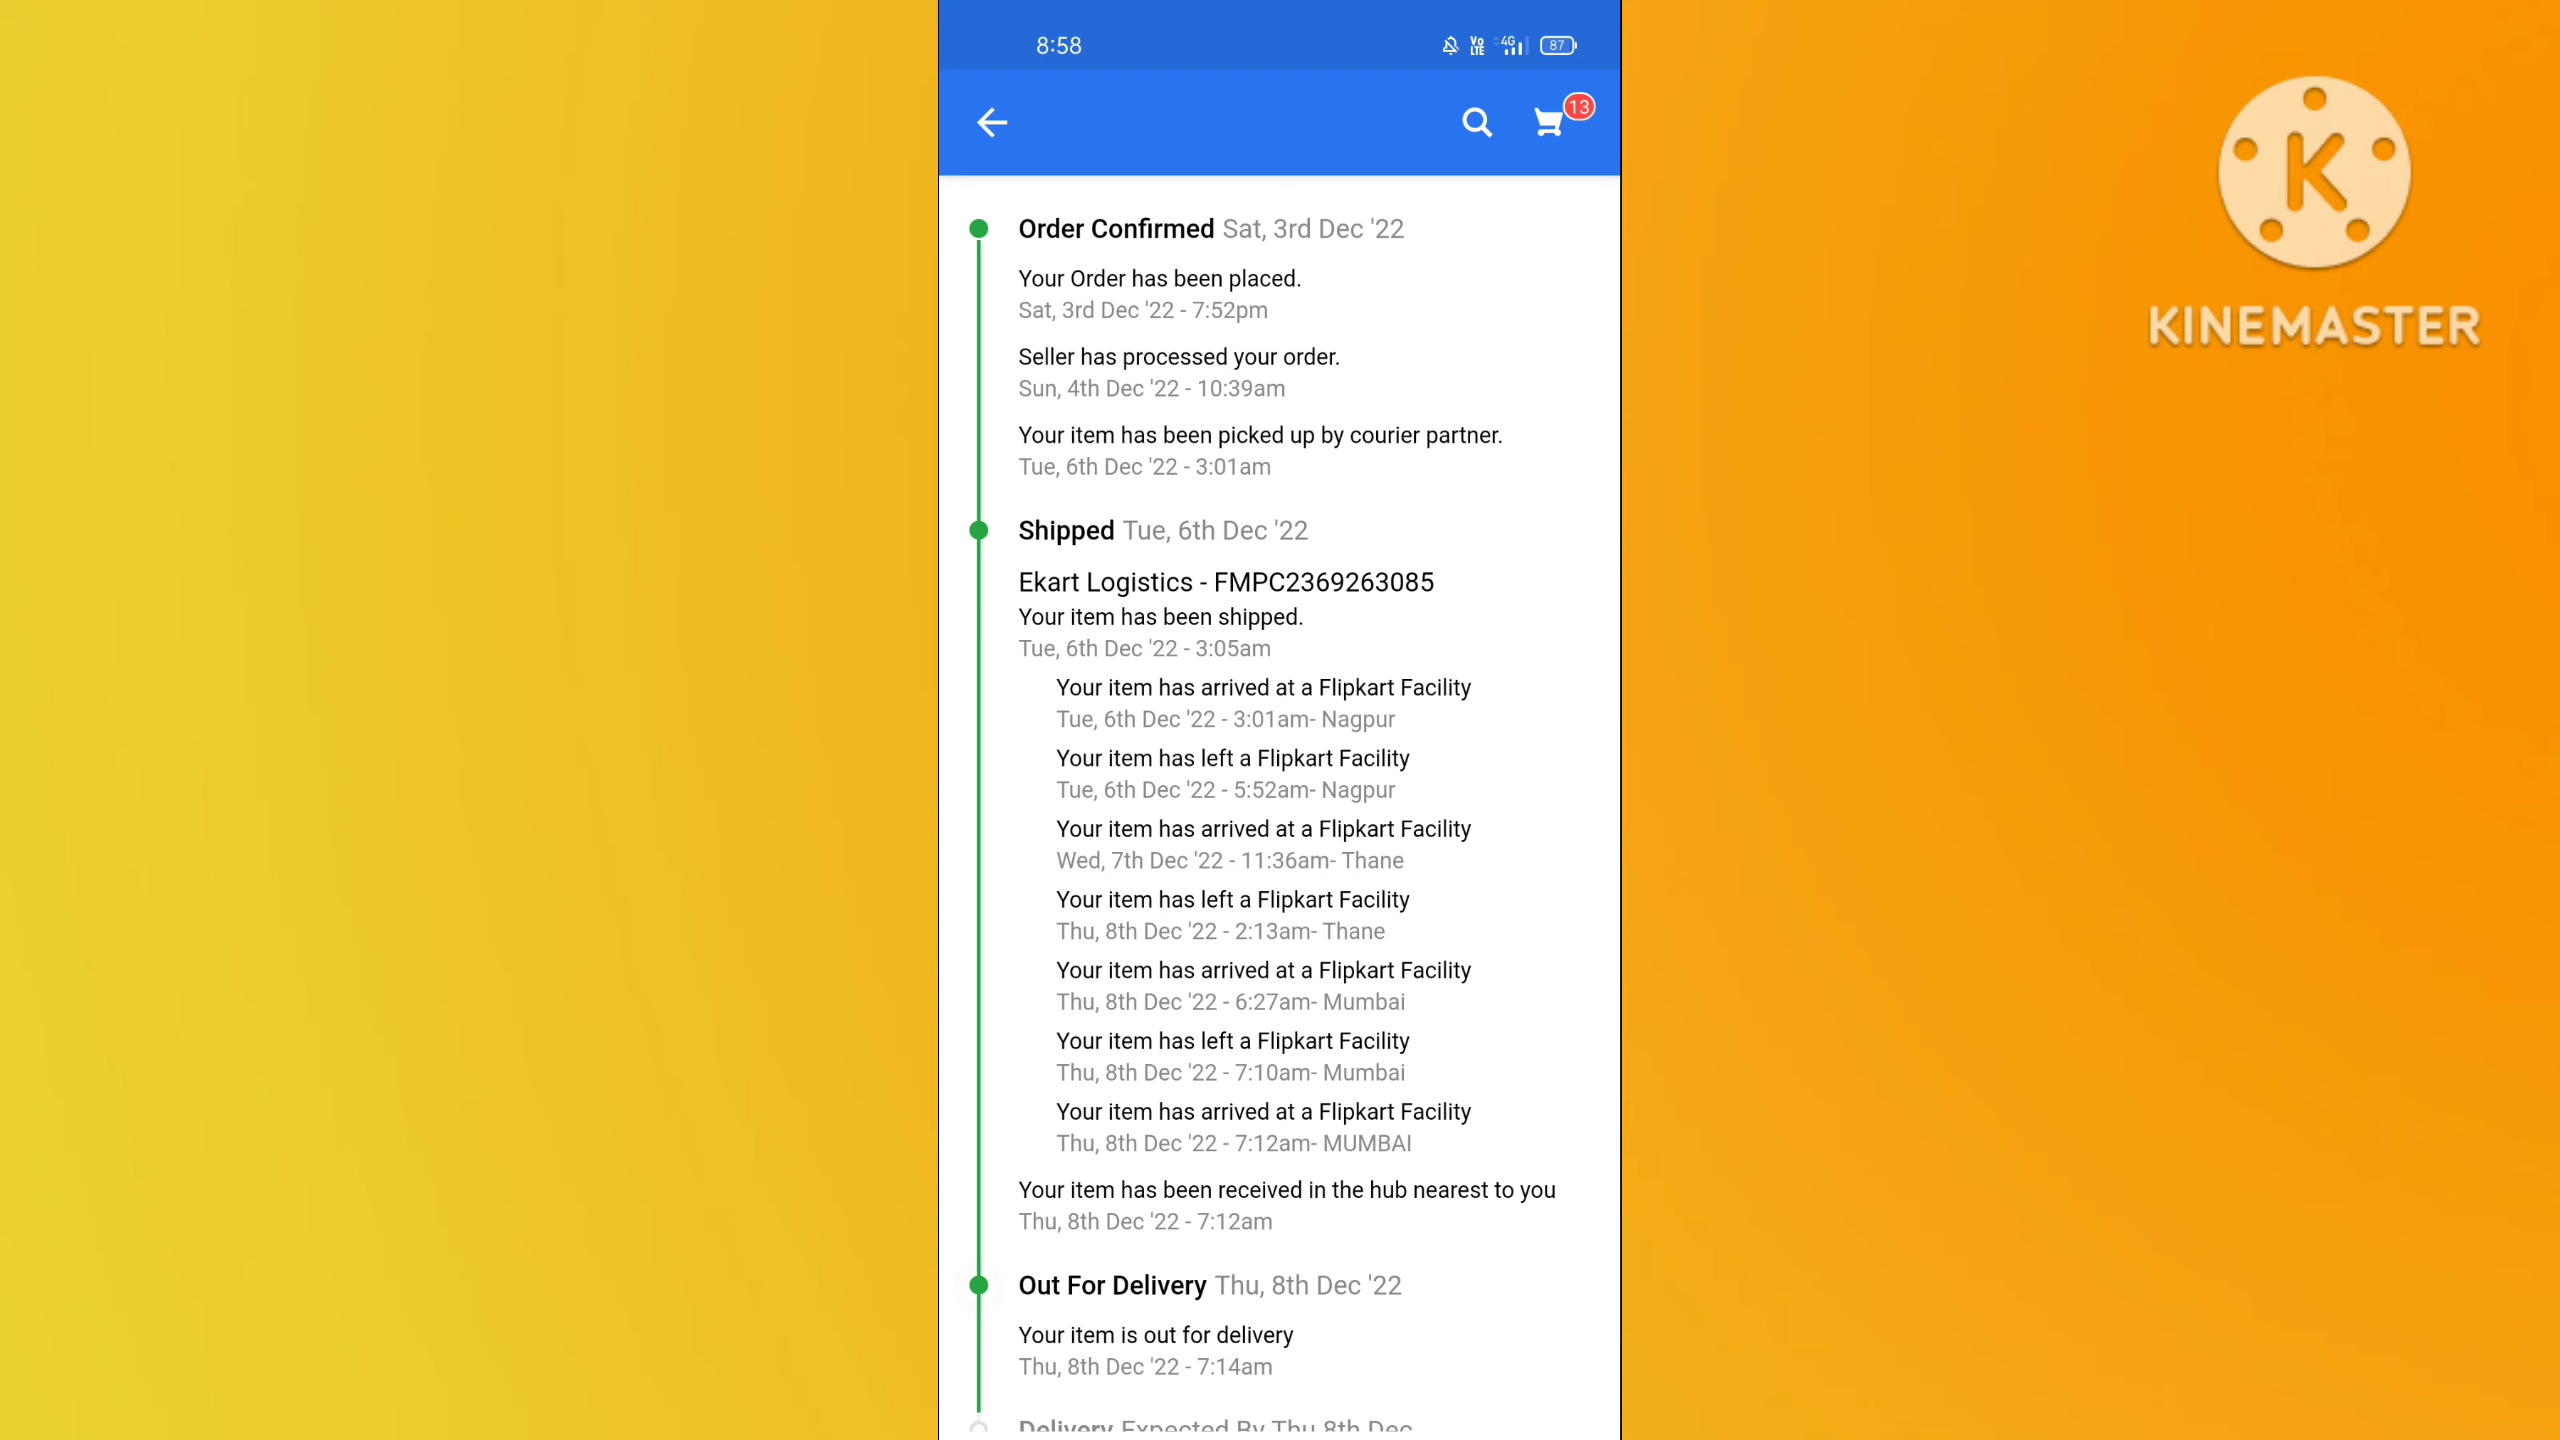 8:58
Vo LTE 4G 87
13
Order Confirmed Sat, 3rd Dec '22
Your Order has been placed.
Sat, 3rd Dec '22 - 7:52pm
Seller has processed your order.
Sun, 4th Dec '22 - 10:39am
Your item has been picked up by courier partner.
Tue, 6th Dec '22 - 3:01am
Shipped Tue, 6th Dec '22
Ekart Logistics - FMPC2369263085
Your item has been shipped.
Tue, 6th Dec '22 - 3:05am
Your item has arrived at a Flipkart Facility
Tue, 6th Dec '22 - 3:01am- Nagpur
Your item has left a Flipkart Facility
Tue, 6th Dec '22 - 5:52am- Nagpur
Your item has arrived at a Flipkart Facility
Wed, 7th Dec '22 - 11:36am- Thane
Your item has left a Flipkart Facility
Thu, 8th Dec '22 - 2:13am- Thane
Your item has arrived at a Flipkart Facility
Thu, 8th Dec '22 - 6:27am- Mumbai
Your item has left a Flipkart Facility
Thu, 8th Dec '22 - 7:10am- Mumbai
Your item has arrived at a Flipkart Facility
Thu, 8th Dec '22 - 7:12am- MUMBAI
Your item has been received in the hub nearest to you
Thu, 8th Dec '22 - 7:12am
Out For Delivery Thu, 8th Dec '22
Your item is out for delivery
Thu, 8th Dec '22 - 7:14am
Delivery Expected By Thu 8th Dec
K
KINEMASTER